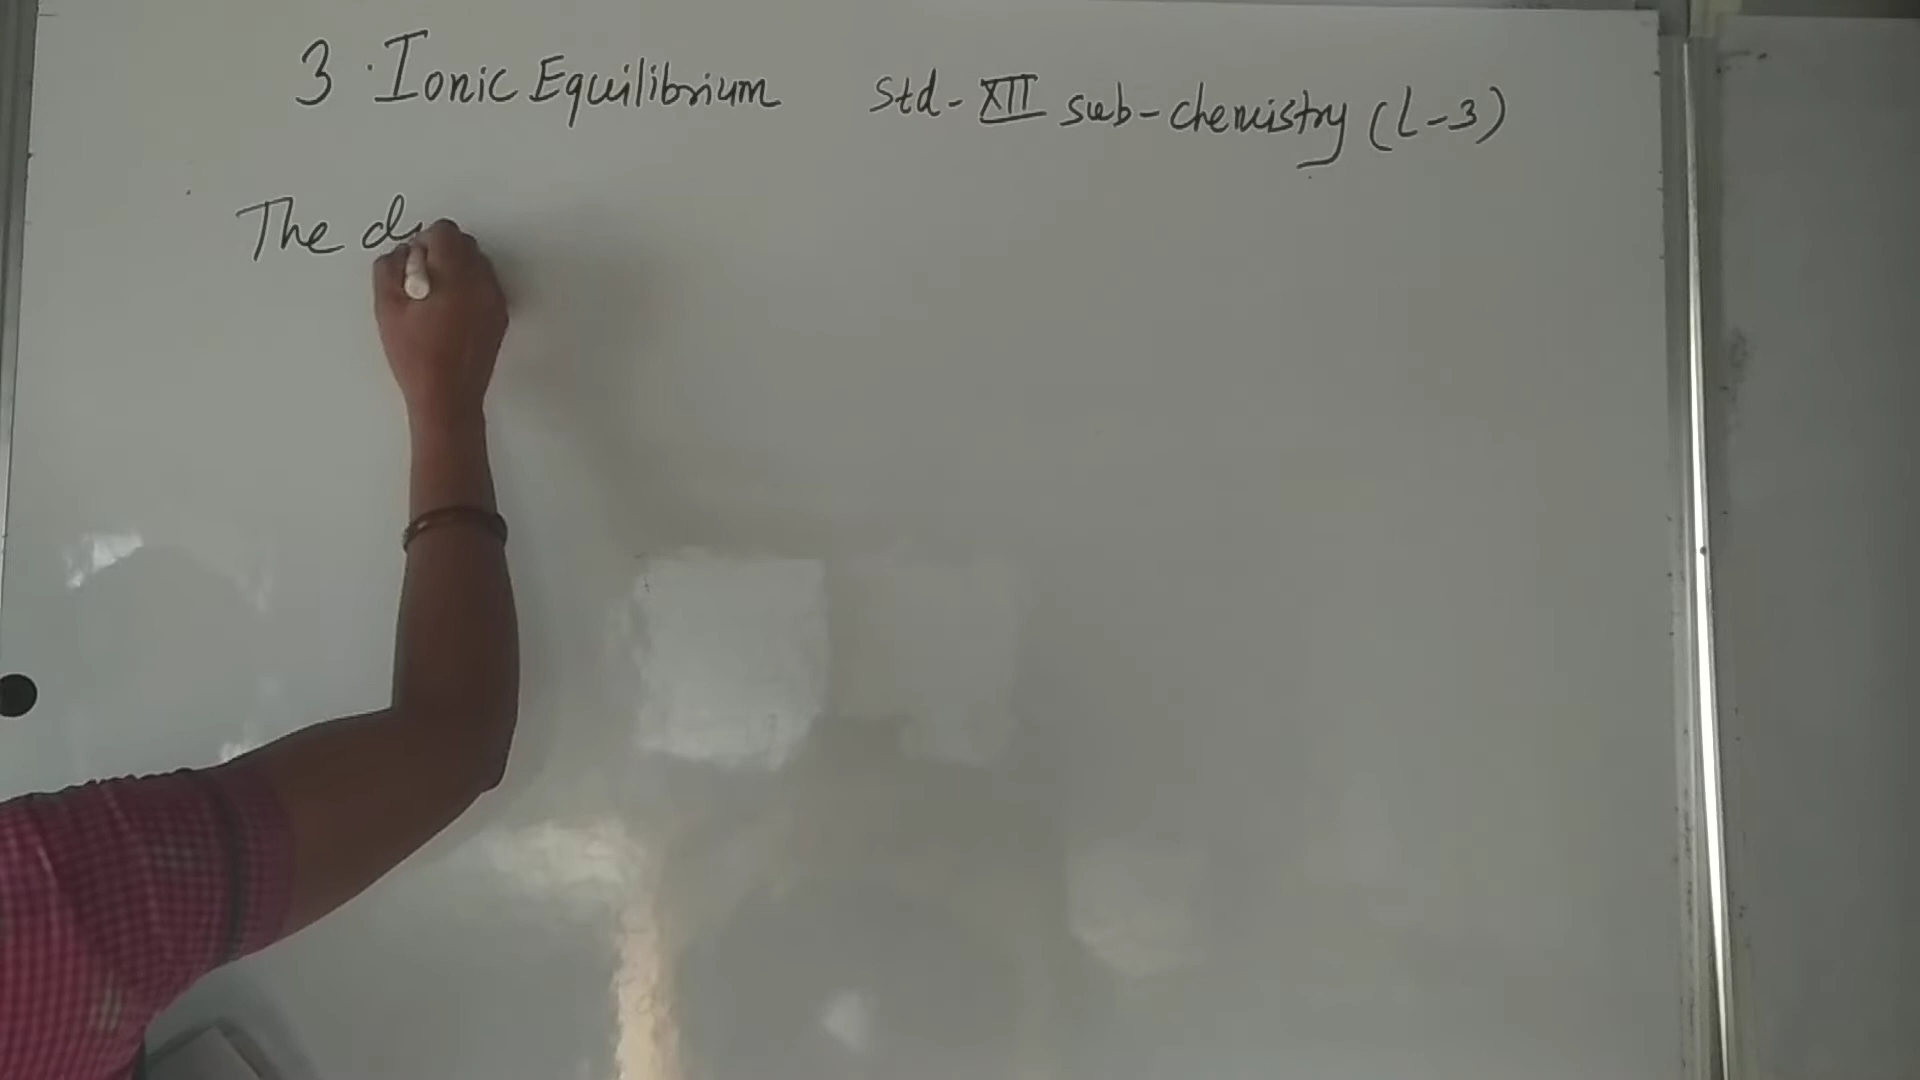 3. Ionic Equilibrium Std - XII sub - chemistry (L-3)
The